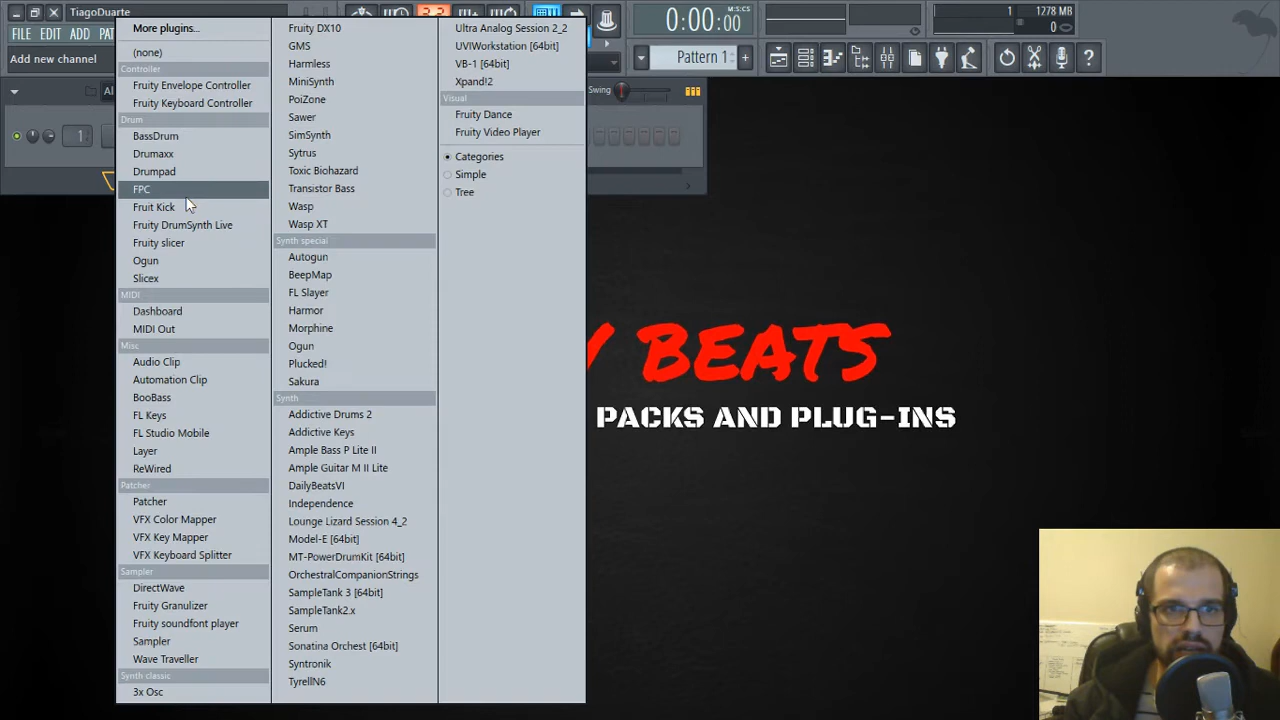 TiagoDuarte
FILE EDIT ADD
Add new channel
3.2
0:00:00
M:S:CS
1
1278 MB
0
Pattern 1
Swing
1
More plugins...
(none)
Controller
Fruity Envelope Controller
Fruity Keyboard Controller
Drum
BassDrum
Drumaxx
Drumpad
FPC
Fruit Kick
Fruity DrumSynth Live
Fruity slicer
Ogun
Slicex
MIDI
Dashboard
MIDI Out
Misc
Audio Clip
Automation Clip
BooBass
FL Keys
FL Studio Mobile
Layer
ReWired
Patcher
Patcher
VFX Color Mapper
VFX Key Mapper
VFX Keyboard Splitter
Sampler
DirectWave
Fruity Granulizer
Fruity soundfont player
Sampler
Wave Traveller
Synth classic
3x Osc
Fruity DX10
GMS
Harmless
MiniSynth
PoiZone
Sawer
SimSynth
Sytrus
Toxic Biohazard
Transistor Bass
Wasp
Wasp XT
Synth special
Autogun
BeepMap
FL Slayer
Harmor
Morphine
Ogun
Plucked!
Sakura
Synth
Addictive Drums 2
Addictive Keys
Ample Bass P Lite II
Ample Guitar M II Lite
DailyBeatsVI
Independence
Lounge Lizard Session 4_2
Model-E [64bit]
MT-PowerDrumKit [64bit]
OrchestralCompanionStrings
SampleTank 3 [64bit]
SampleTank2.x
Serum
Sonatina Orchest [64bit]
Syntronik
TyrellN6
Ultra Analog Session 2_2
UVIWorkstation [64bit]
VB-1 [64bit]
Xpand!2
Visual
Fruity Dance
Fruity Video Player
Categories
Simple
Tree
Y BEATS
PACKS AND PLUG-INS